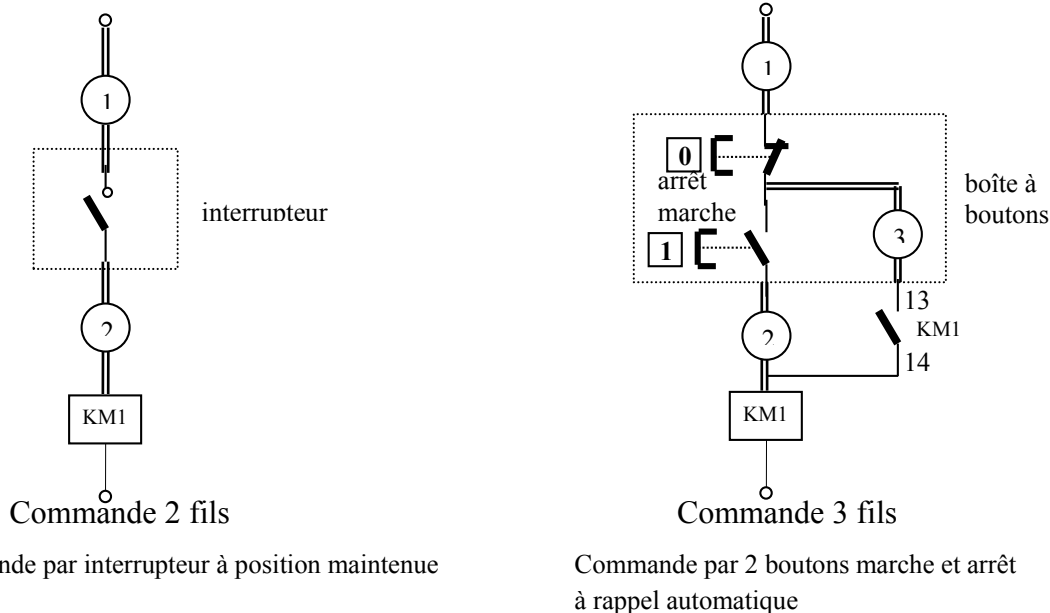 1
interrupteur
2
KM1
Commande 2 fils
nde par interrupteur à position maintenue
1
0
arrêt
marche
1
boîte à
boutons
3
13
KM1
14
2
KM1
Commande 3 fils
Commande par 2 boutons marche et arrêt
à rappel automatique